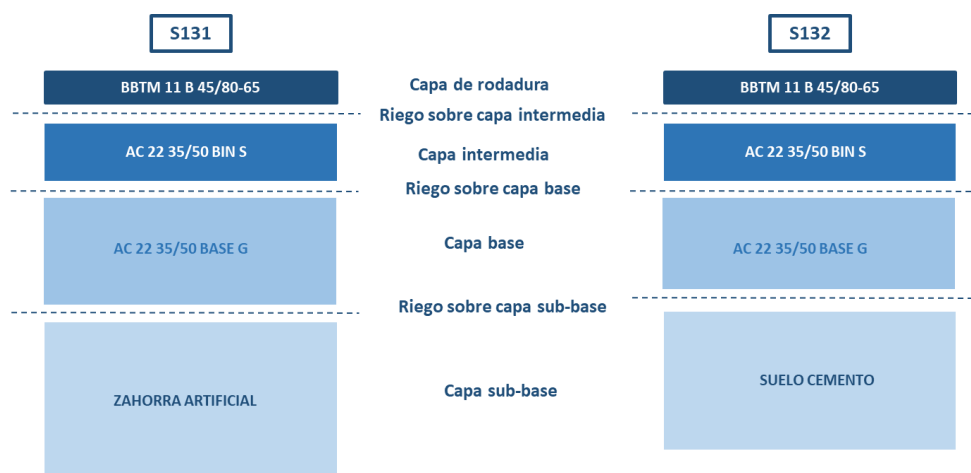 S131
S132
BBTM 11 B 45/80-65
Capa de rodadura
BBTM 11 B 45/80-65
Riego sobre capa intermedia
AC 22 35/50 BIN S
Capa intermedia
AC 22 35/50 BIN S
Riego sobre capa base
AC 22 35/50 BASE G
Capa base
AC 22 35/50 BASE G
Riego sobre capa sub-base
ZAHORRA ARTIFICIAL
Capa sub-base
SUELO CEMENTO